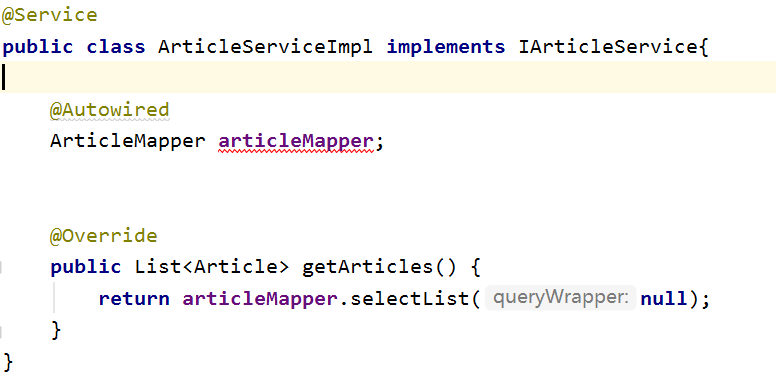 @Service
public class ArticleServiceImpl implements IArticleService{
@Autowired
ArticleMapper articleMapper;
@Override
public List<Article> getArticles() {
return articleMapper.selectList( queryWrapper: null);
}
}